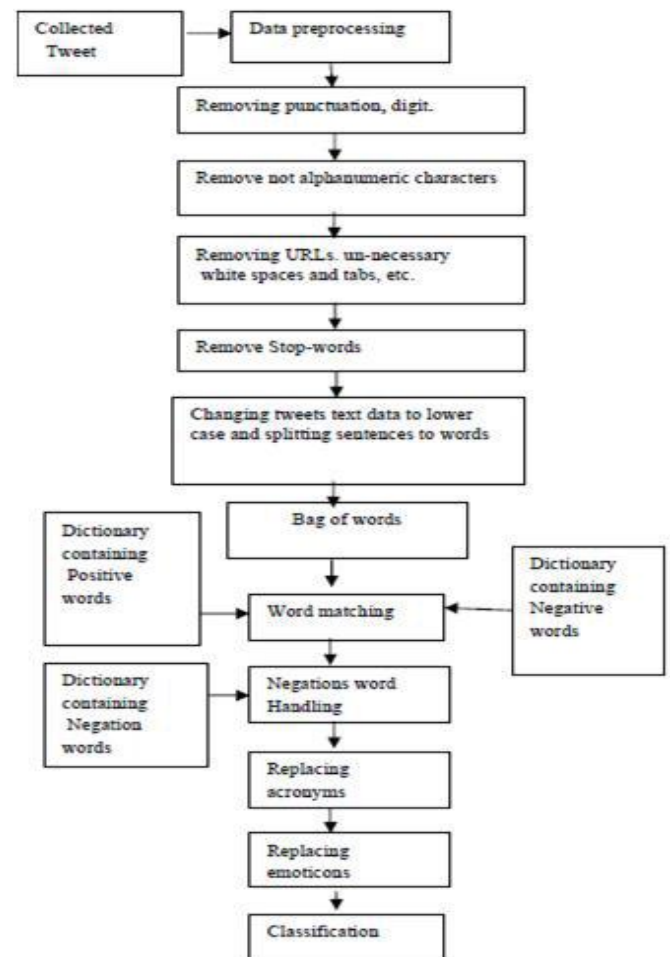 Collected
Tweet
Data preprocessing
Removing punctuation, digit.
Remove not alphanumeric characters
Removing URLs. un-necessary
white spaces and tabs, etc.
Remove Stop-words
Changing tweets text data to lower
case and splitting sentences to words
Bag of words
Dictionary
containing
Positive
words
Word matching
Dictionary
containing
Negative
words
Dictionary
containing
Negation
words
Negations word
Handling
Replacing
acronyms
Replacing
emoticons
Classification